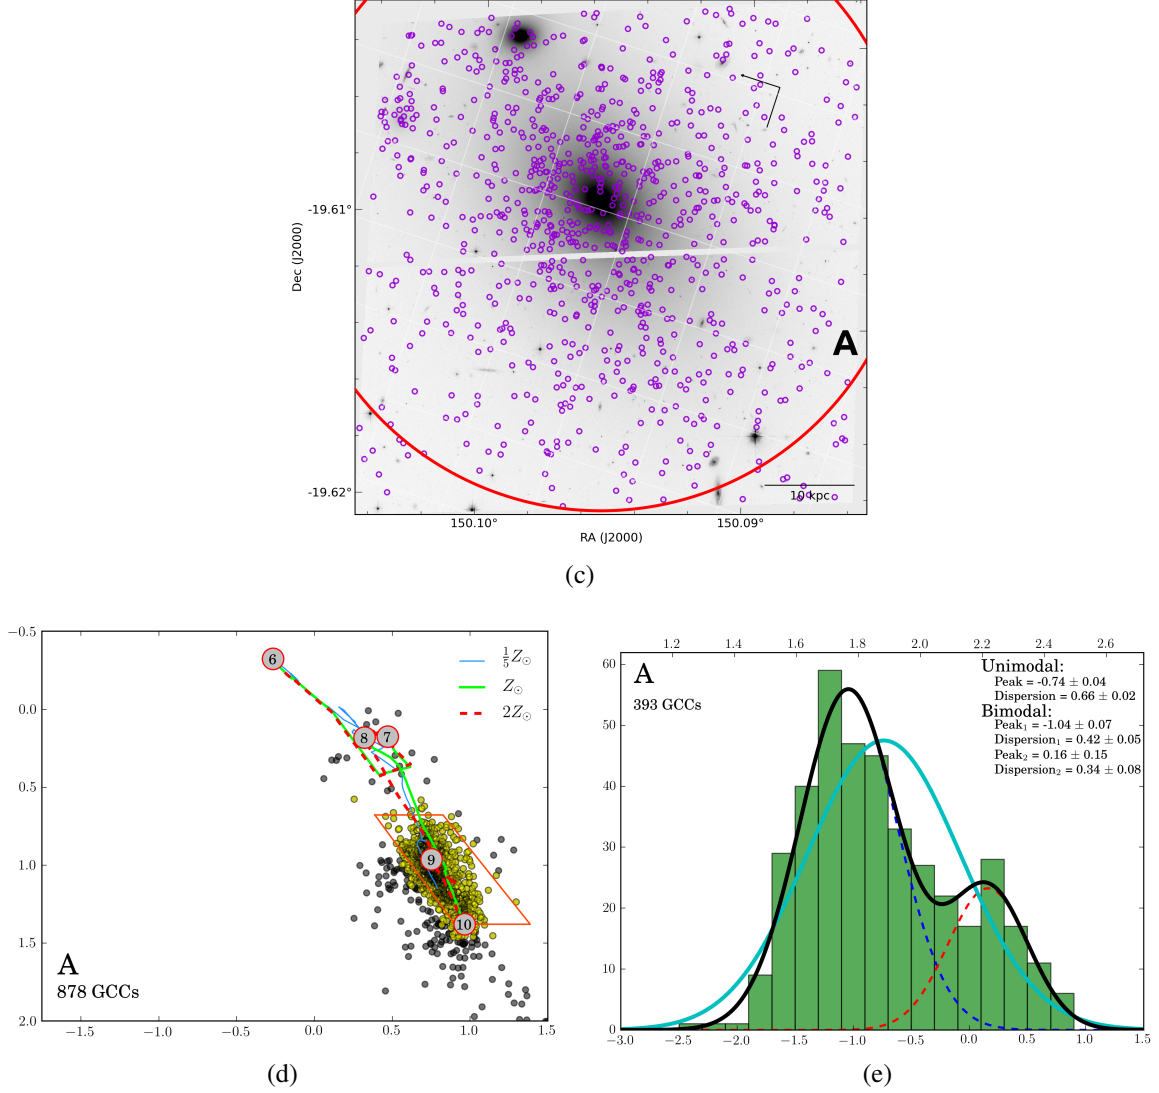 -19.61°
Dec (J2000)
A
-19.62°
10 kpc
150.10°
150.09°
RA (J2000)
(c)
−0.5
0.0
0.5
1.0
1.5
2.0
6
8
7
9
10
1/5 Z⊙
Z⊙
2Z⊙
A
878 GCCs
−1.5
−1.0
−0.5
0.0
0.5
1.0
1.5
(d)
1.2
1.4
1.6
1.8
2.0
2.2
2.4
2.6
60
50
40
30
20
10
0
A
393 GCCs
Unimodal:
Peak = -0.74 ± 0.04
Dispersion = 0.66 ± 0.02
Bimodal:
Peak₁ = -1.04 ± 0.07
Dispersion₁ = 0.42 ± 0.05
Peak₂ = 0.16 ± 0.15
Dispersion₂ = 0.34 ± 0.08
−3.0
−2.5
−2.0
−1.5
−1.0
−0.5
0.0
0.5
1.0
1.5
(e)